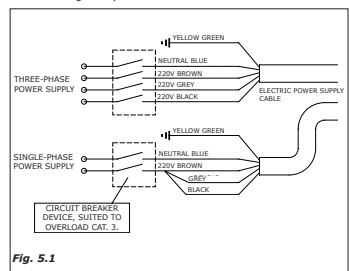 YELLOW GREEN
NEUTRAL BLUE
220V BROWN
220V GREY
220V BLACK
THREE-PHASE
POWER SUPPLY
ELECTRIC POWER SUPPLY
CABLE
YELLOW GREEN
NEUTRAL BLUE
220V BROWN
GREY
BLACK
SINGLE-PHASE
POWER SUPPLY
CIRCUIT BREAKER
DEVICE, SUITED TO
OVERLOAD CAT. 3.
Fig. 5.1